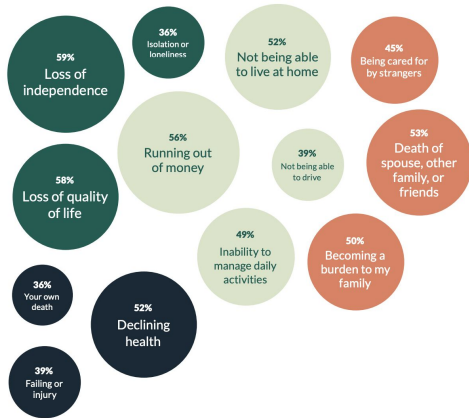 59%
Loss of
independence
36%
Isolation or
loneliness
52%
Not being able
to live at home
45%
Being cared for
by strangers
56%
Running out
of money
39%
Not being able
to drive
53%
Death of
spouse, other
family, or
friends
58%
Loss of quality
of life
49%
Inability to
manage daily
activities
50%
Becoming a
burden to my
family
36%
Your own
death
52%
Declining
health
39%
Failing or
injury